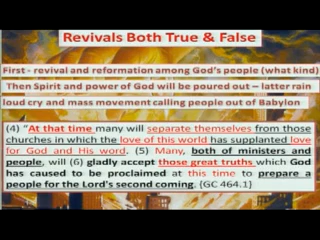 Revivals Both True & False
First - revival and reformation among God's people (what kind)
Then Spirit and power of God will be poured out – latter rain
loud cry and mass movement calling people out of Babylon
(4) "At that time many will separate themselves from those
churches in which the love of this world has supplanted love
for God and His word. (5) Many, both of ministers and
people, will (6) gladly accept those great truths which God
has caused to be proclaimed at this time to prepare a
people for the Lord's second coming. {GC 464.1}